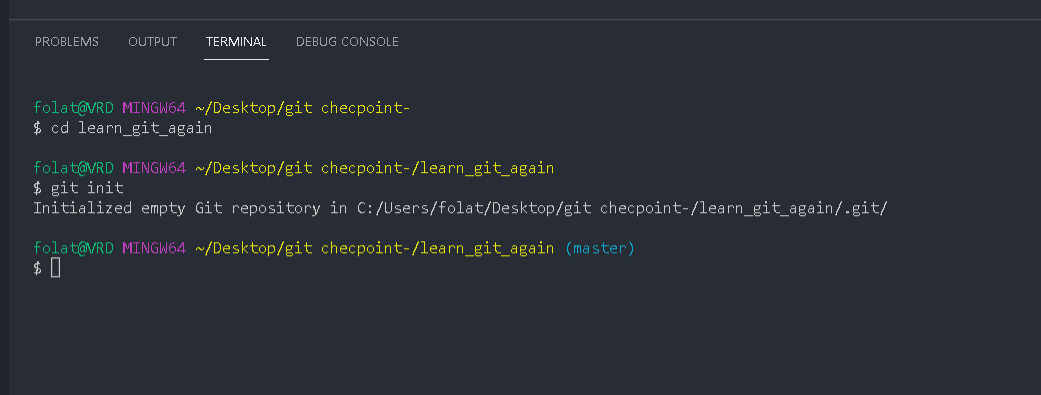 PROBLEMS OUTPUT TERMINAL DEBUG CONSOLE
folat@VRD MINGW64 ~/Desktop/git checpoint-
$ cd learn_git_again
folat@VRD MINGW64 ~/Desktop/git checpoint-/learn_git_again
$ git init
Initialized empty Git repository in C:/Users/folat/Desktop/git checpoint-/learn_git_again/.git/
folat@VRD MINGW64 ~/Desktop/git checpoint-/learn_git_again (master)
$